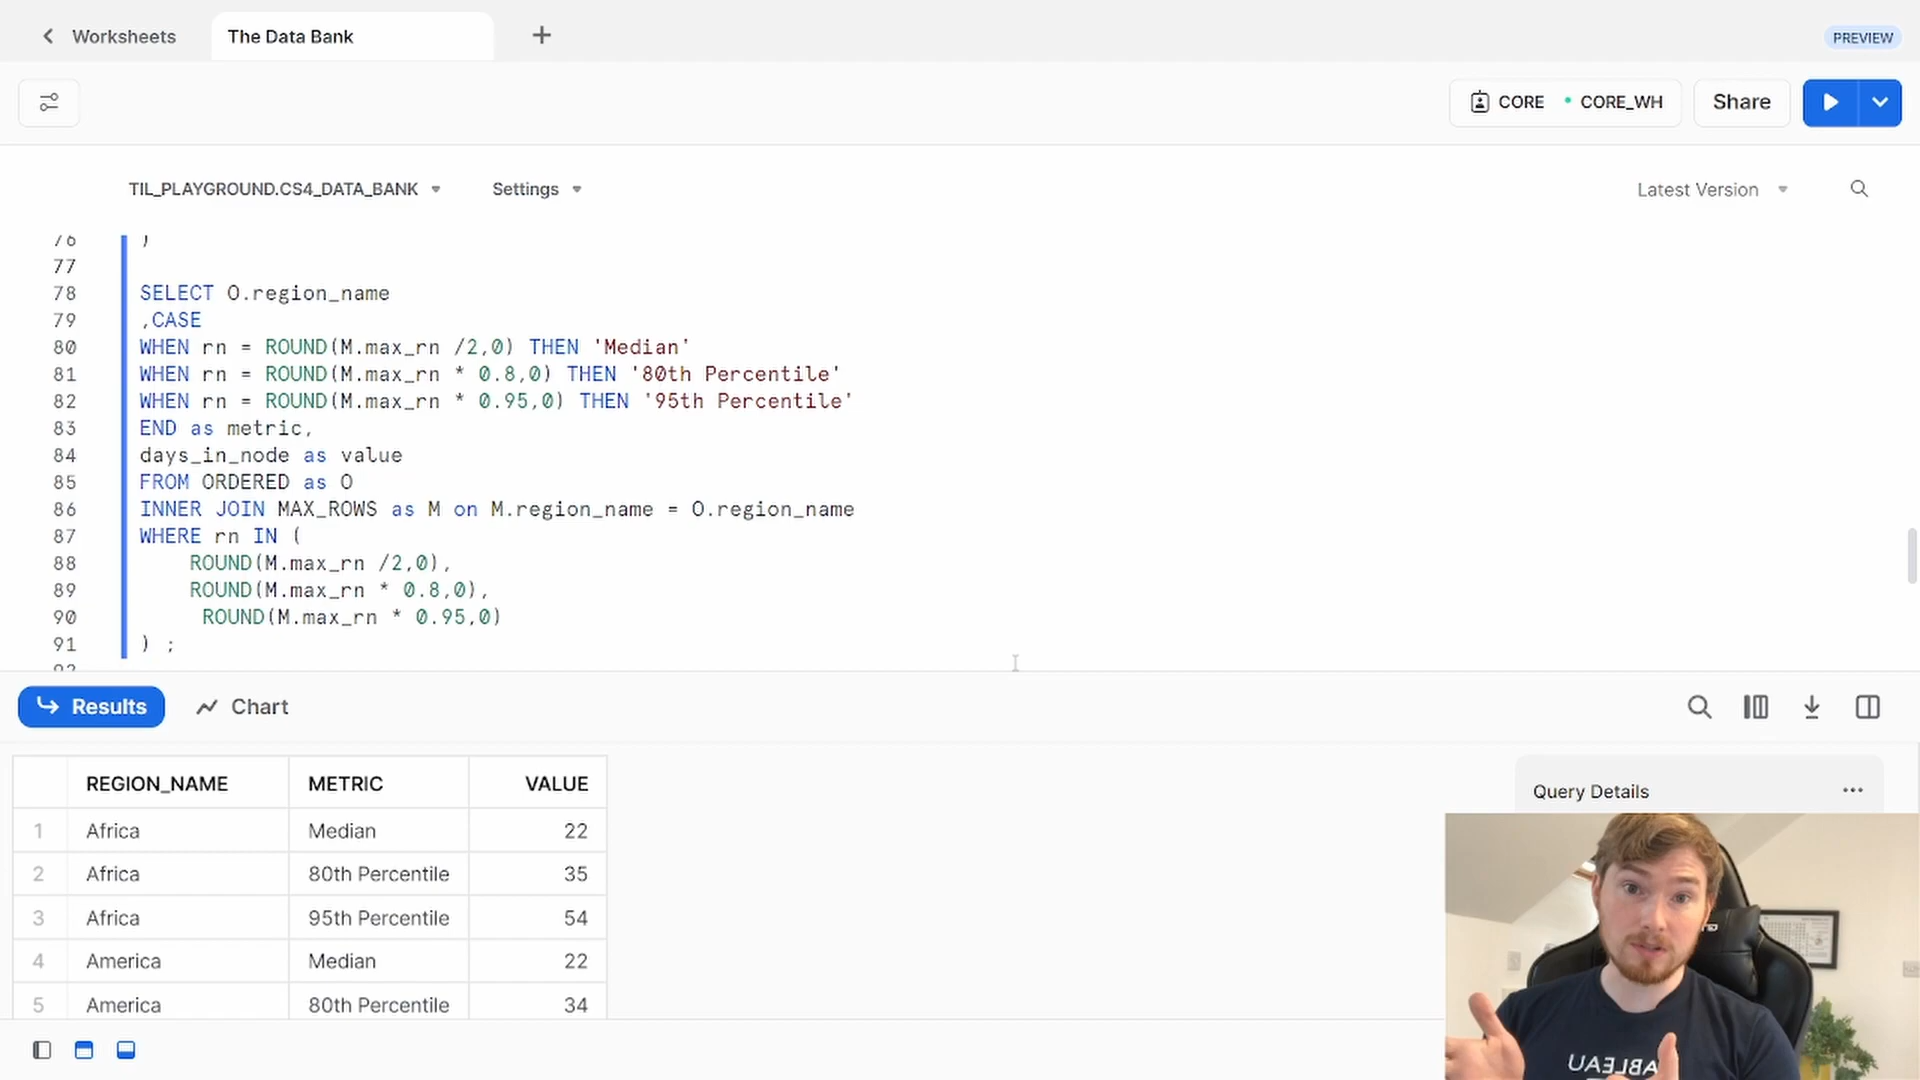 Worksheets
The Data Bank
PREVIEW
CORE
CORE_WH
Share
TIL_PLAYGROUND.CS4_DATA_BANK
Settings
Latest Version
76 )
77
78 SELECT O.region_name
79 ,CASE
80 WHEN rn = ROUND(M.max_rn /2,0) THEN 'Median'
81 WHEN rn = ROUND(M.max_rn * 0.8,0) THEN '80th Percentile'
82 WHEN rn = ROUND(M.max_rn * 0.95,0) THEN '95th Percentile'
83 END as metric,
84 days_in_node as value
85 FROM ORDERED as O
86 INNER JOIN MAX_ROWS as M on M.region_name = O.region_name
87 WHERE rn IN (
88 ROUND(M.max_rn /2,0),
89 ROUND(M.max_rn * 0.8,0),
90 ROUND(M.max_rn * 0.95,0)
91 ) ;
92
Results
Chart
REGION_NAME METRIC VALUE
1 Africa Median 22
2 Africa 80th Percentile 35
3 Africa 95th Percentile 54
4 America Median 22
5 America 80th Percentile 34
Query Details
TABLEAU